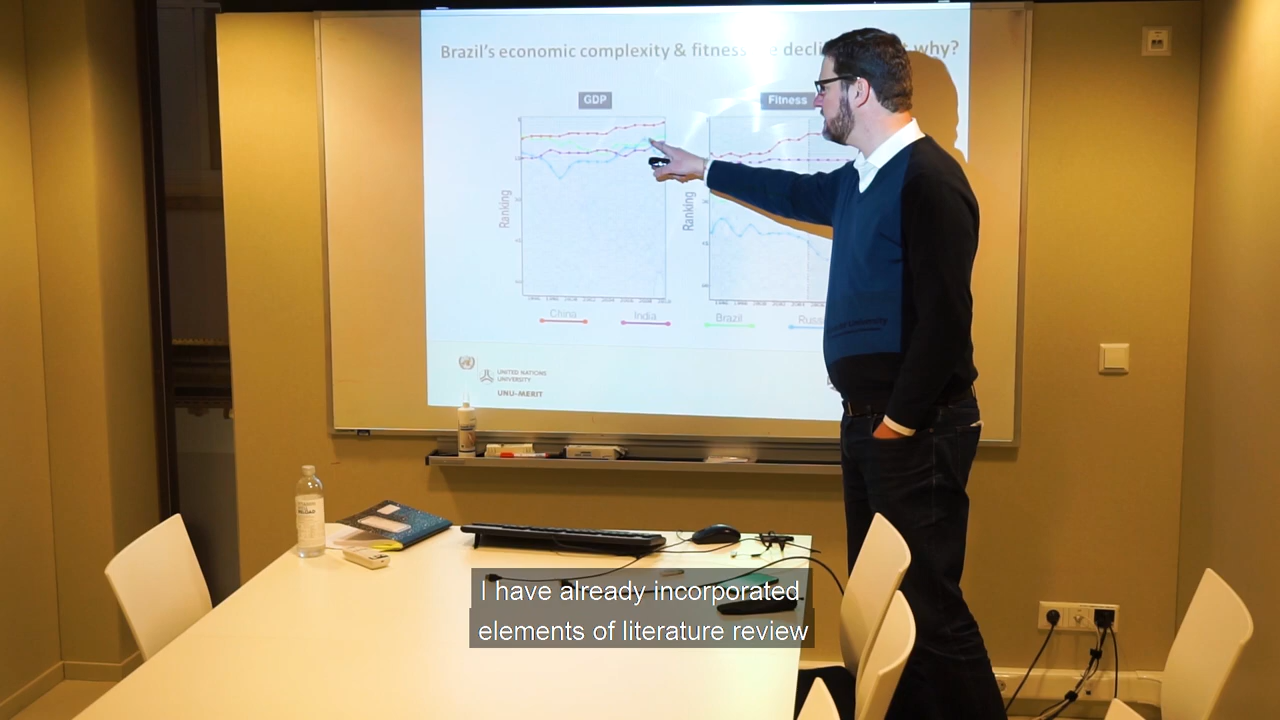 Brazil's economic complexity & fitness why?
GDP
Fitness
Ranking
Ranking
China
India
Brazil
UNITED NATIONS
UNIVERSITY
UNU-MERIT
University
I have already incorporated
elements of literature review